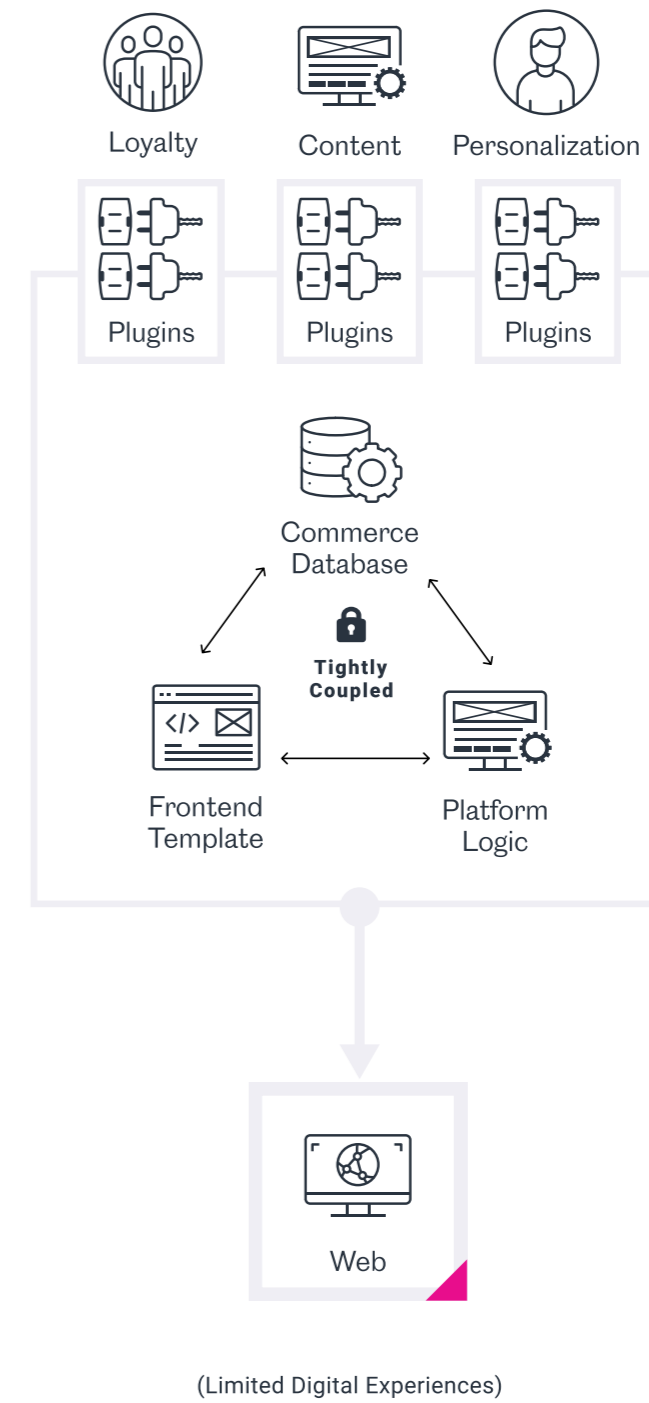 Loyalty
Content
Personalization
Plugins
Plugins
Plugins
Commerce
Database
Tightly
Coupled
</>
Frontend
Template
Platform
Logic
Web
(Limited Digital Experiences)